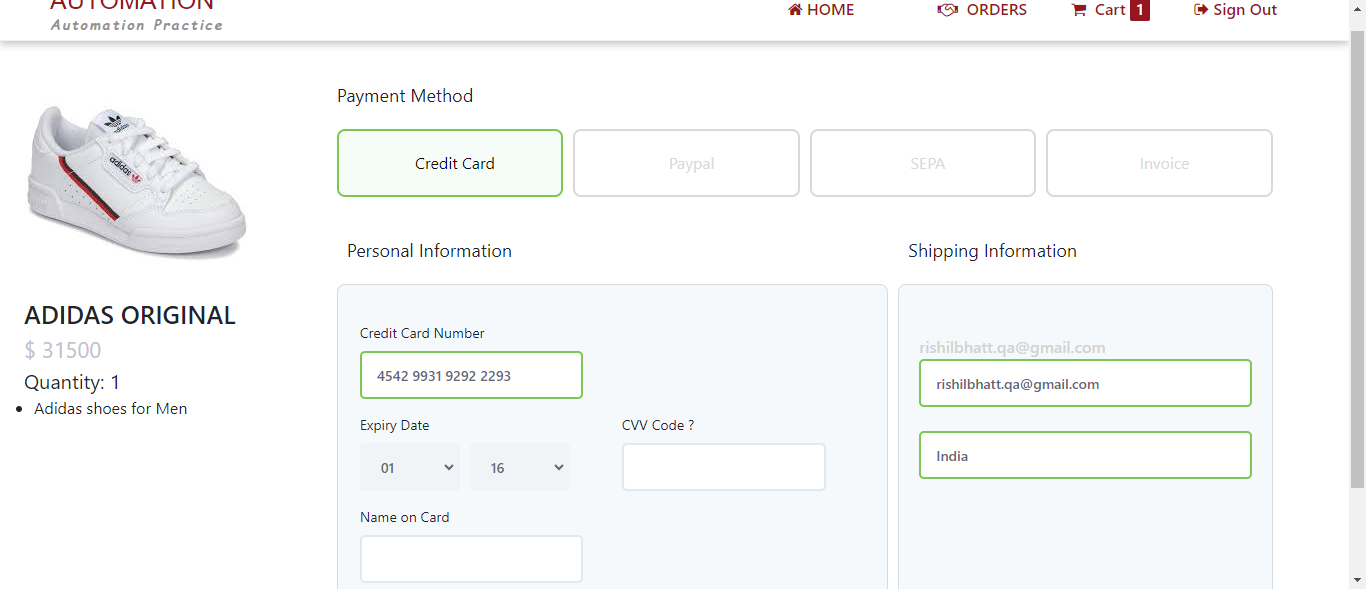 AUTOMATION
Automation Practice
HOME
ORDERS
Cart 1
Sign Out
adidas
adidas
ADIDAS ORIGINAL
$ 31500
Quantity: 1
Adidas shoes for Men
Payment Method
Credit Card
Paypal
SEPA
Invoice
Personal Information
Credit Card Number
4542 9931 9292 2293
Expiry Date
01
16
CVV Code ?
Name on Card
Shipping Information
rishilbhatt.qa@gmail.com
rishilbhatt.qa@gmail.com
India